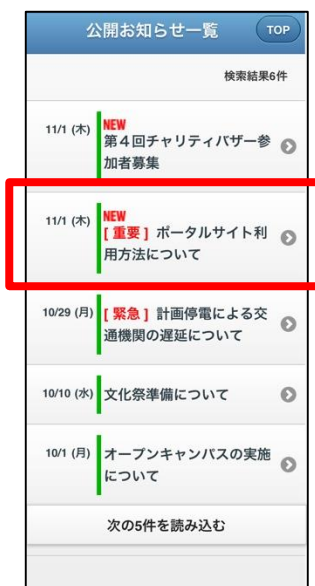 公開お知らせ一覧
TOP
検索結果6件
11/1 (木)
NEW
第４回チャリティバザー参
加者募集
11/1 (木)
NEW
[ 重要 ] ポータルサイト利
用方法について
10/29 (月)
[ 緊急 ] 計画停電による交
通機関の遅延について
10/10 (水)
文化祭準備について
10/1 (月)
オープンキャンパスの実施
について
次の5件を読み込む